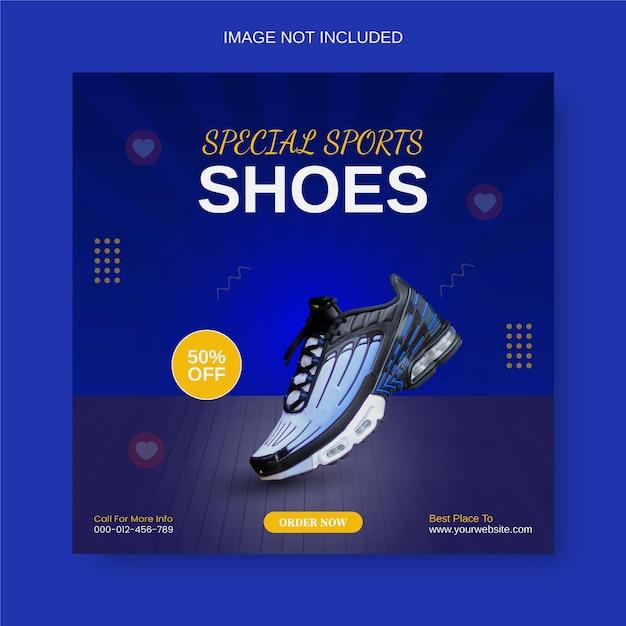 IMAGE NOT INCLUDED
SPECIAL SPORTS
SHOES
50%
OFF
Call For More Info
000-012-456-789
ORDER NOW
Best Place To
www.yourwebsite.com